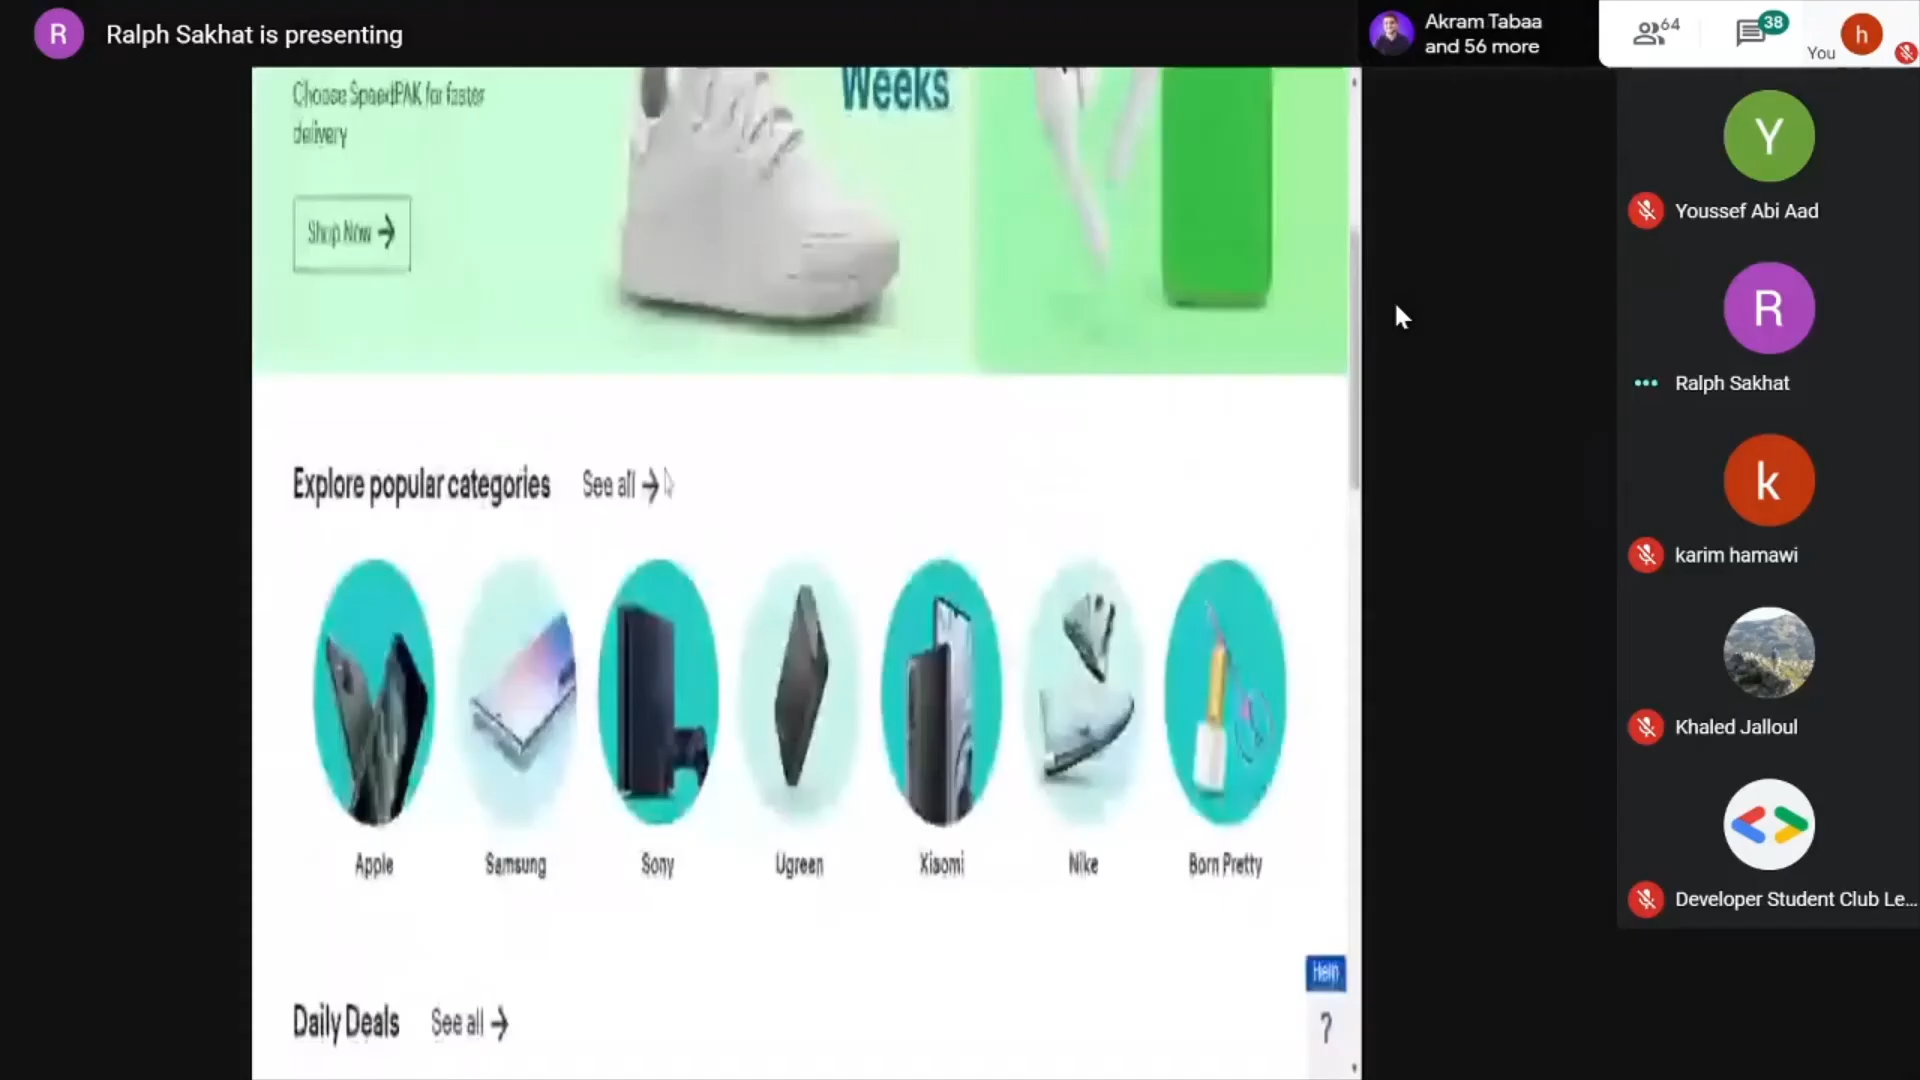 R
Ralph Sakhat is presenting
Akram Tabaa
and 56 more
64
38
You
h
Choose SpeedPAK for faster
delivery
Weeks
Shop Now →
Explore popular categories
See all →
Apple
Samsung
Sony
Ugreen
Xiaomi
Nike
Born Pretty
Daily Deals
See all →
Help
?
Y
Youssef Abi Aad
R
Ralph Sakhat
k
karim hamawi
Khaled Jalloul
Developer Student Club Le...